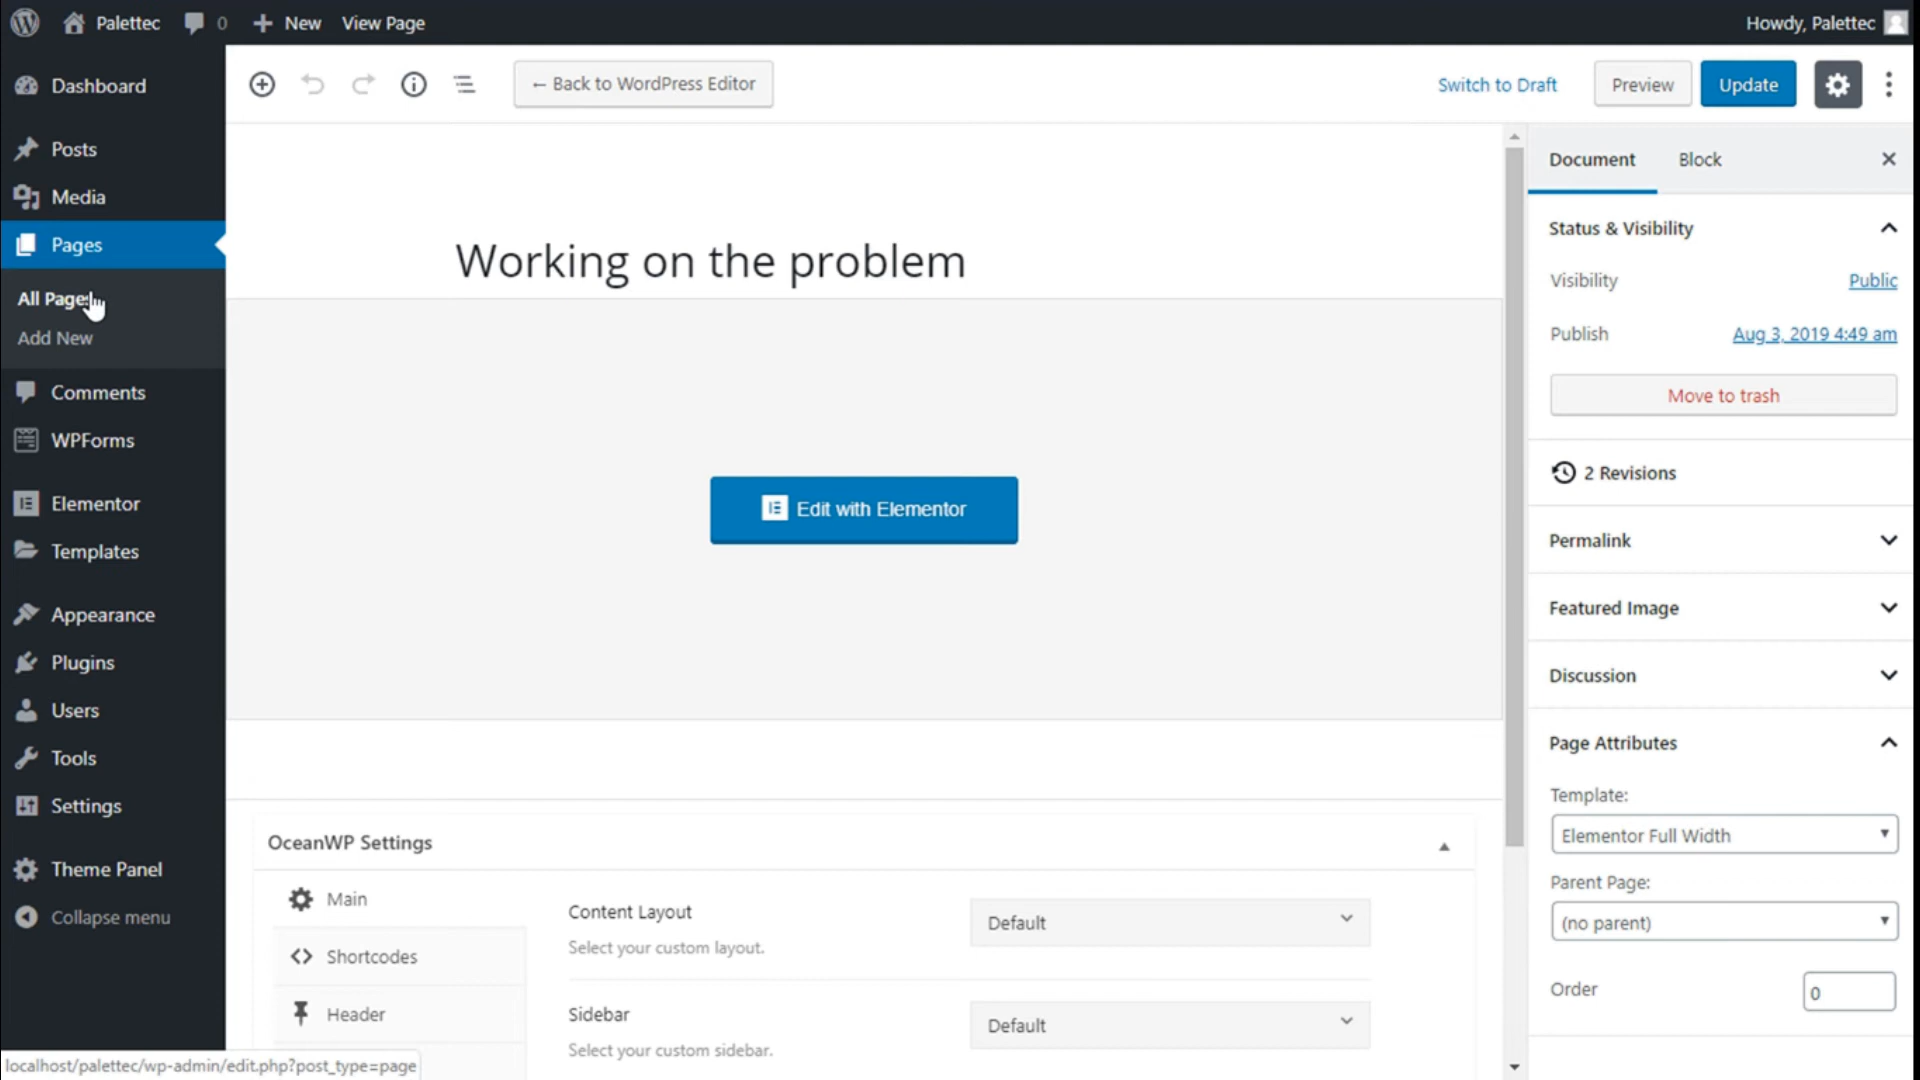 Palettec
0
New
View Page
Howdy, Palettec
Dashboard
Posts
Media
Pages
All Pages
Add New
Comments
WPForms
Elementor
Templates
Appearance
Plugins
Users
Tools
Settings
Theme Panel
Collapse menu
← Back to WordPress Editor
Switch to Draft
Preview
Update
Working on the problem
Edit with Elementor
OceanWP Settings
Main
Shortcodes
Header
Content Layout
Select your custom layout.
Default
Sidebar
Select your custom sidebar.
Default
Document
Block
Status & Visibility
Visibility
Public
Publish
Aug 3, 2019 4:49 am
Move to trash
2 Revisions
Permalink
Featured Image
Discussion
Page Attributes
Template:
Elementor Full Width
Parent Page:
(no parent)
Order
0
localhost/palettec/wp-admin/edit.php?post_type=page